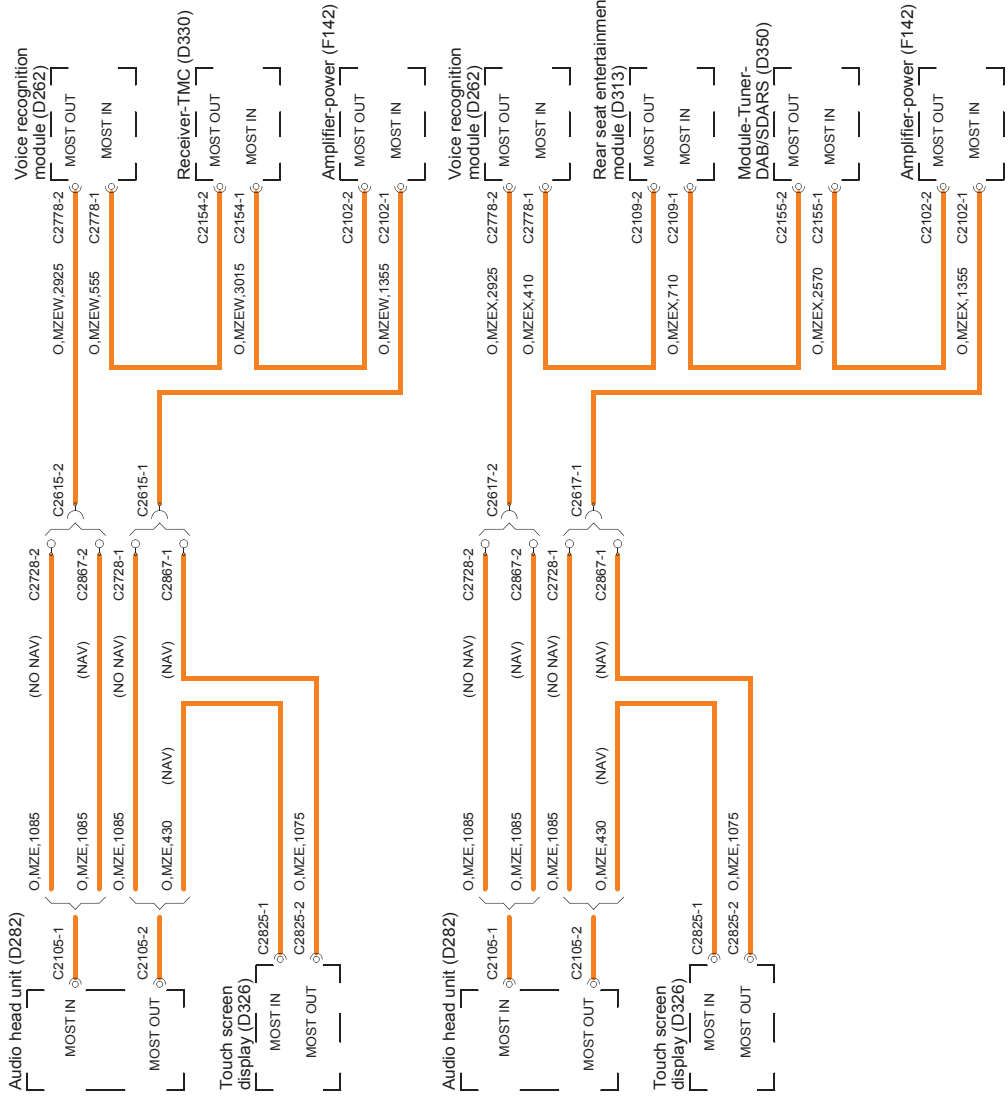 Voice recognition
module (D262)
MOST OUT
MOST IN
C2778-2
C2778-1
O,MZEW,2925
O,MZEW,555
Receiver-TMC (D330)
MOST OUT
MOST IN
C2154-2
C2154-1
O,MZEW,3015
Amplifier-power (F142)
MOST OUT
MOST IN
C2102-2
C2102-1
O,MZEW,1355
C2615-2
C2615-1
C2728-2
C2867-2
C2728-1
C2867-1
(NO NAV)
(NAV)
(NO NAV)
(NAV)
(NAV)
O,MZE,1085
O,MZE,1085
O,MZE,1085
O,MZE,430
O,MZE,1075
Audio head unit (D282)
C2105-1
C2105-2
MOST IN
MOST OUT
Touch screen
display (D326)
C2825-1
C2825-2
MOST IN
MOST OUT
Voice recognition
module (D262)
MOST OUT
MOST IN
C2778-2
C2778-1
O,MZEX,2925
O,MZEX,410
Rear seat entertainmen
module (D313)
MOST OUT
MOST IN
C2109-2
C2109-1
O,MZEX,710
Module-Tuner-
DAB/SDARS (D350)
MOST OUT
MOST IN
C2155-2
C2155-1
O,MZEX,2570
Amplifier-power (F142)
MOST OUT
MOST IN
C2102-2
C2102-1
O,MZEX,1355
C2617-2
C2617-1
C2728-2
C2867-2
C2728-1
C2867-1
(NO NAV)
(NAV)
(NO NAV)
(NAV)
(NAV)
O,MZE,1085
O,MZE,1085
O,MZE,1085
O,MZE,430
O,MZE,1075
Audio head unit (D282)
C2105-1
C2105-2
MOST IN
MOST OUT
Touch screen
display (D326)
C2825-1
C2825-2
MOST IN
MOST OUT